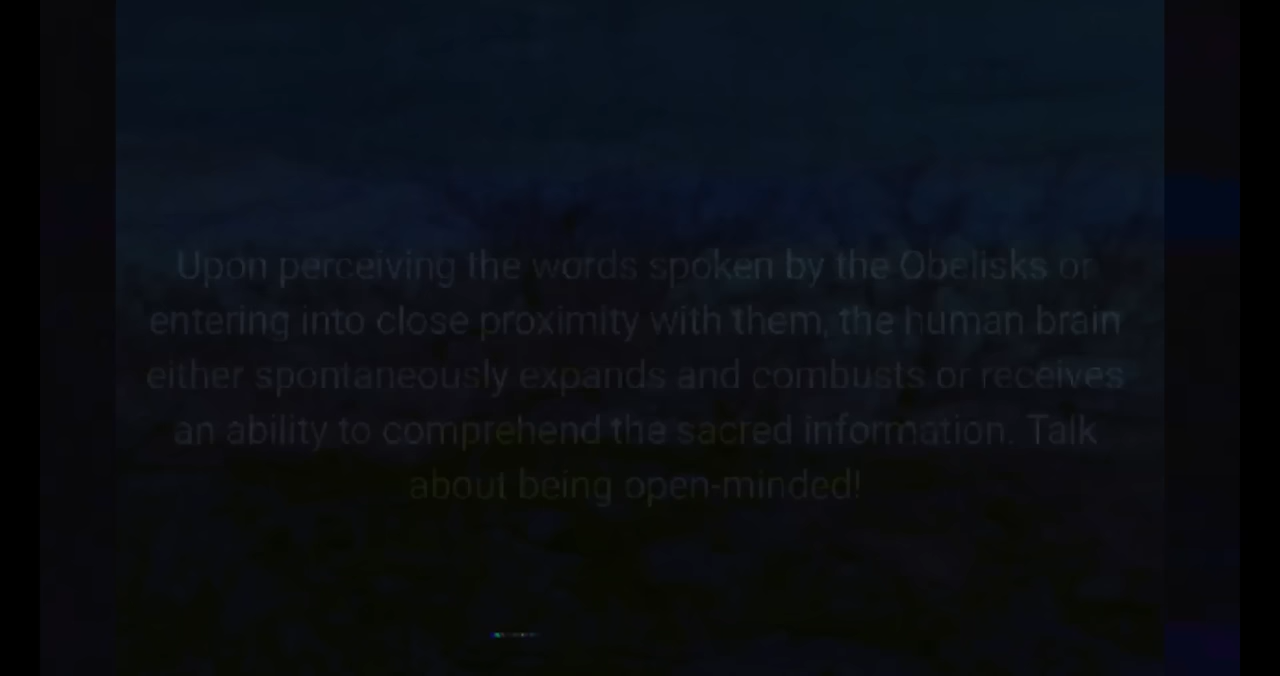 Upon perceiving the words spoken by the Obelisks or
entering into close proximity with them, the human brain
either spontaneously expands and combusts or receives
an ability to comprehend the sacred information. Talk
about being open-minded!